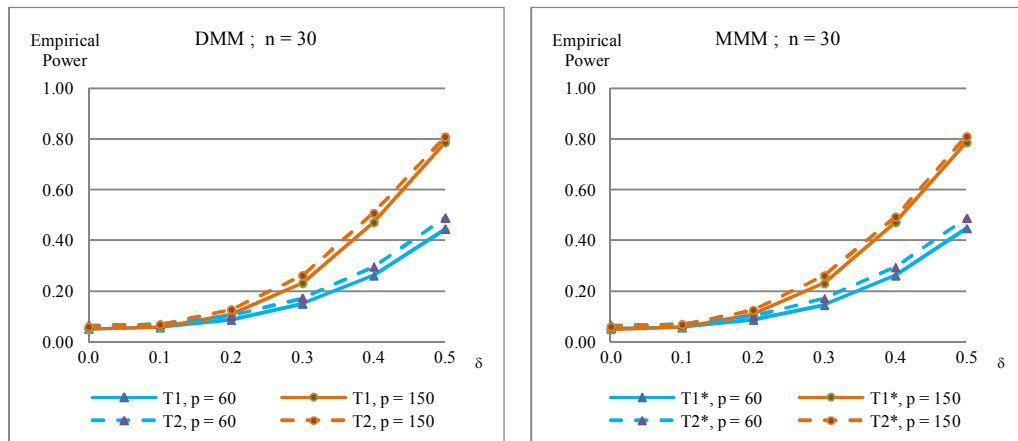 Empirical
Power
DMM ; n = 30
1.00
0.80
0.60
0.40
0.20
0.00
0.0 0.1 0.2 0.3 0.4 0.5 δ
T1, p = 60 T1, p = 150
T2, p = 60 T2, p = 150
Empirical
Power
MMM ; n = 30
1.00
0.80
0.60
0.40
0.20
0.00
0.0 0.1 0.2 0.3 0.4 0.5 δ
T1*, p = 60 T1*, p = 150
T2*, p = 60 T2*, p = 150